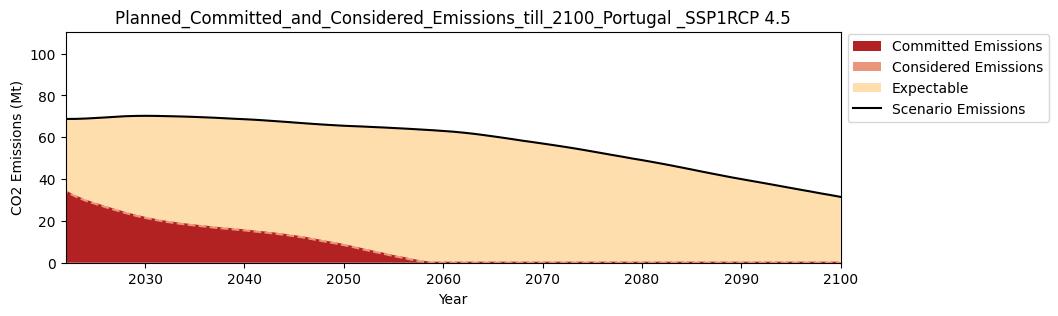 Planned_Committed_and_Considered_Emissions_till_2100_Portugal _SSP1RCP 4.5
100
80
60
40
20
0
CO2 Emissions (Mt)
2030 2040 2050 2060 2070 2080 2090 2100
Year
Committed Emissions
Considered Emissions
Expectable
Scenario Emissions